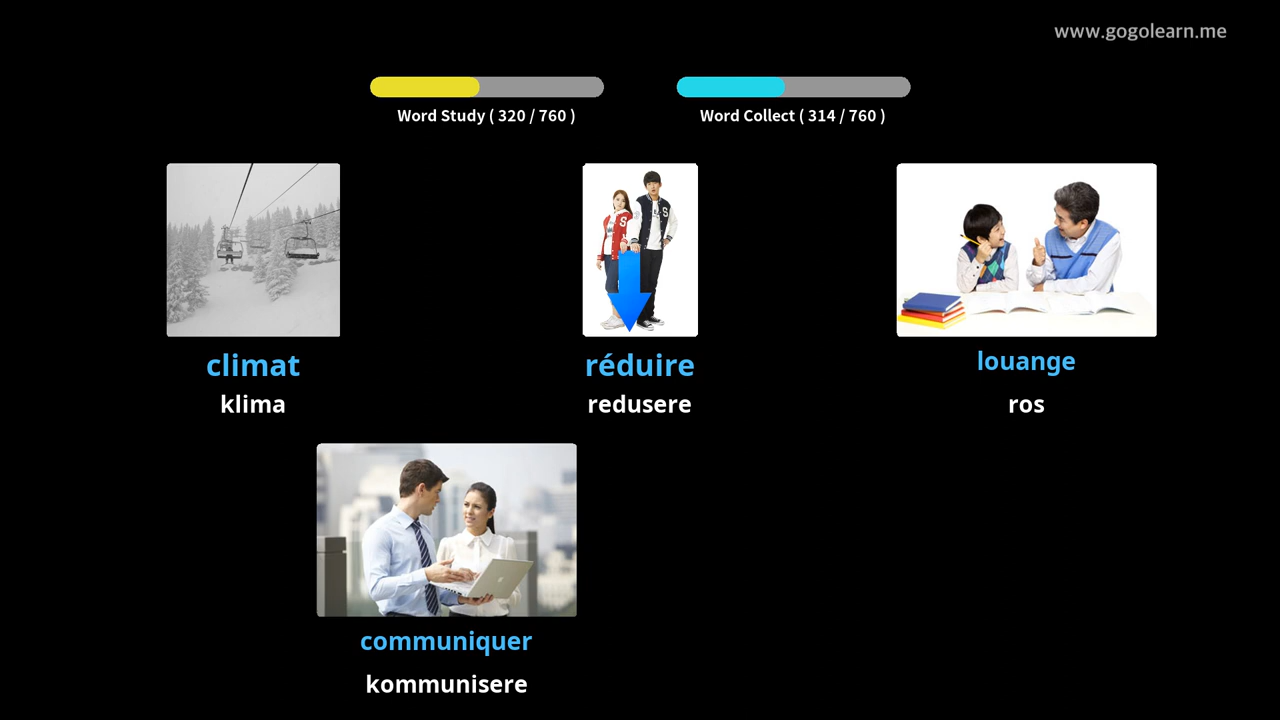 www.gogolearn.me
Word Study ( 320 / 760 )
Word Collect ( 314 / 760 )
climat
réduire
louange
klima
redusere
ros
communiquer
kommunisere